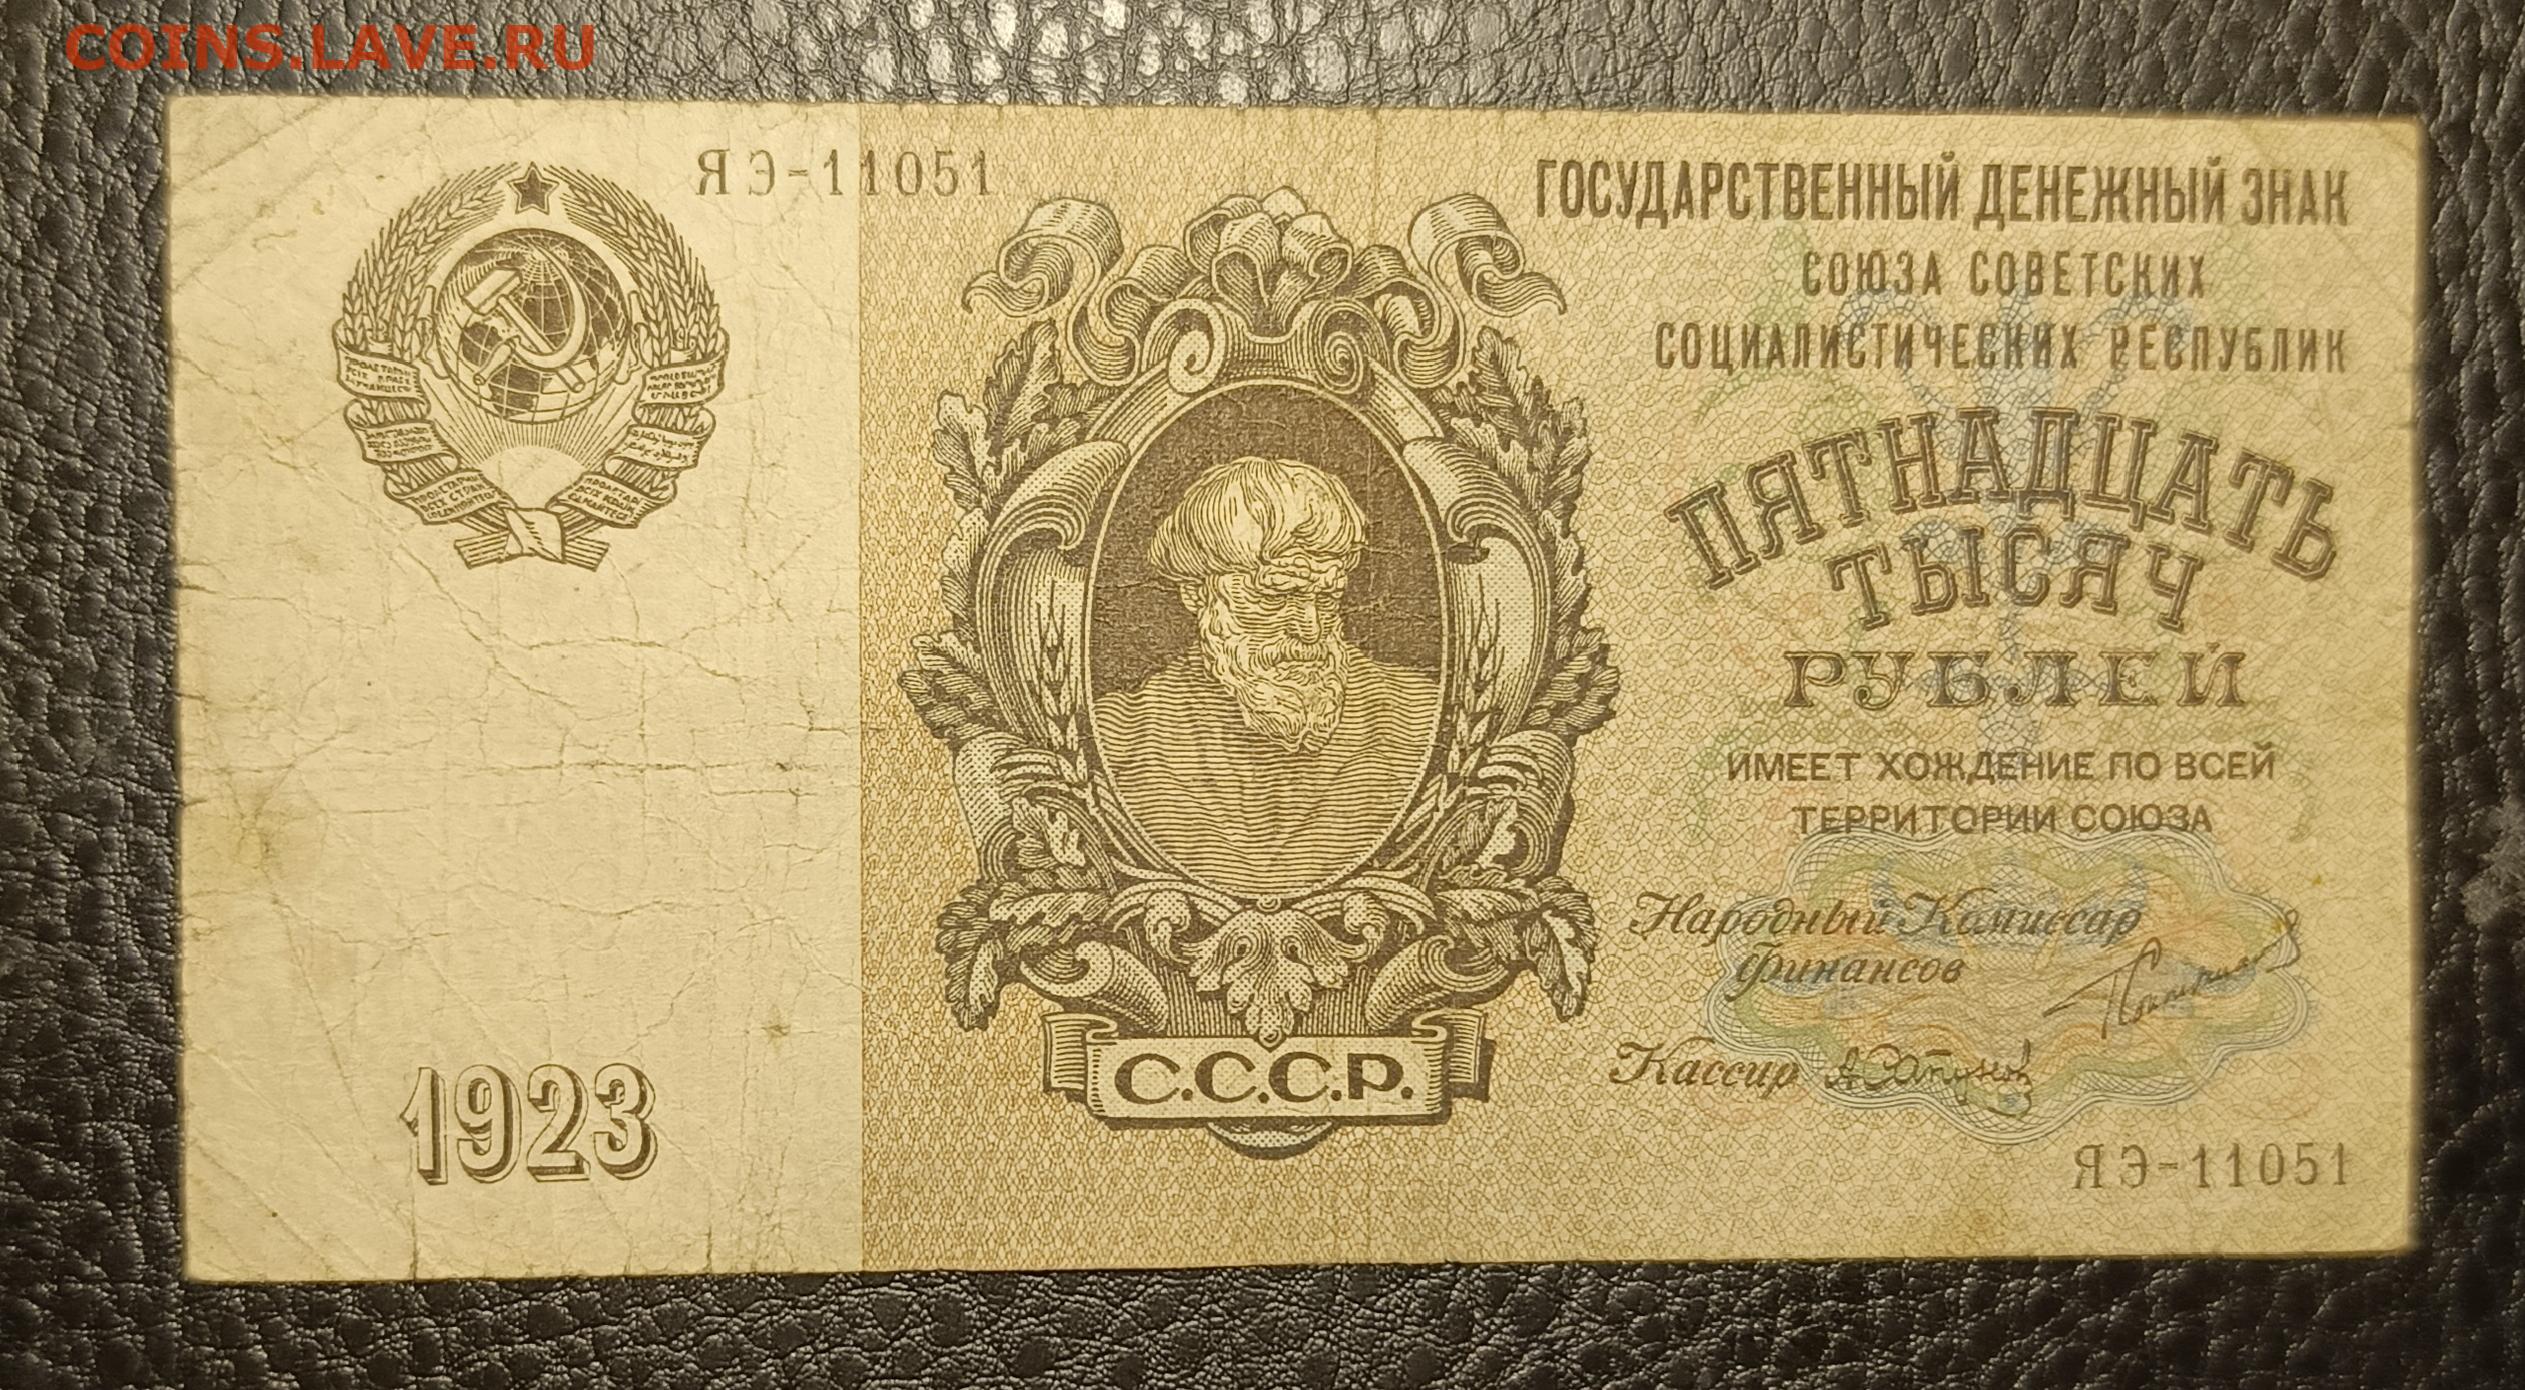 COINS.LAVE.RU
ЯЭ-11051
ГОСУДАРСТВЕННЫЙ ДЕНЕЖНЫЙ ЗНАК
СОЮЗА СОВЕТСКИХ
СОЦИАЛИСТИЧЕСКИХ РЕСПУБЛИК
ПЯТНАДЦАТЬ
ТЫСЯЧ
РУБЛЕЙ
ИМЕЕТ ХОЖДЕНИЕ ПО ВСЕЙ
ТЕРРИТОРИИ СОЮЗА
Народный Комиссар
Финансов
Кассир
С.С.С.Р.
1923
ЯЭ-11051